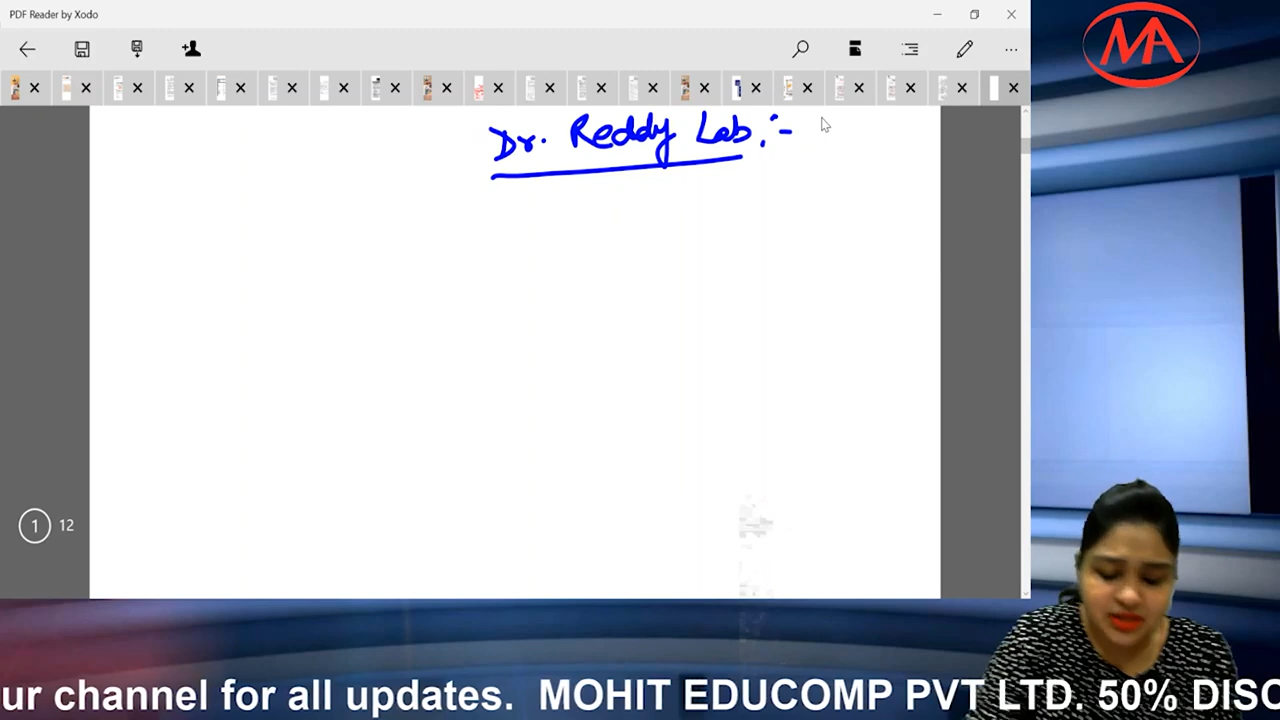 PDF Reader by Xodo
MA
Dr. Reddy Lab. :-
1 12
ur channel for all updates. MOHIT EDUCOMP PVT LTD. 50% DISC